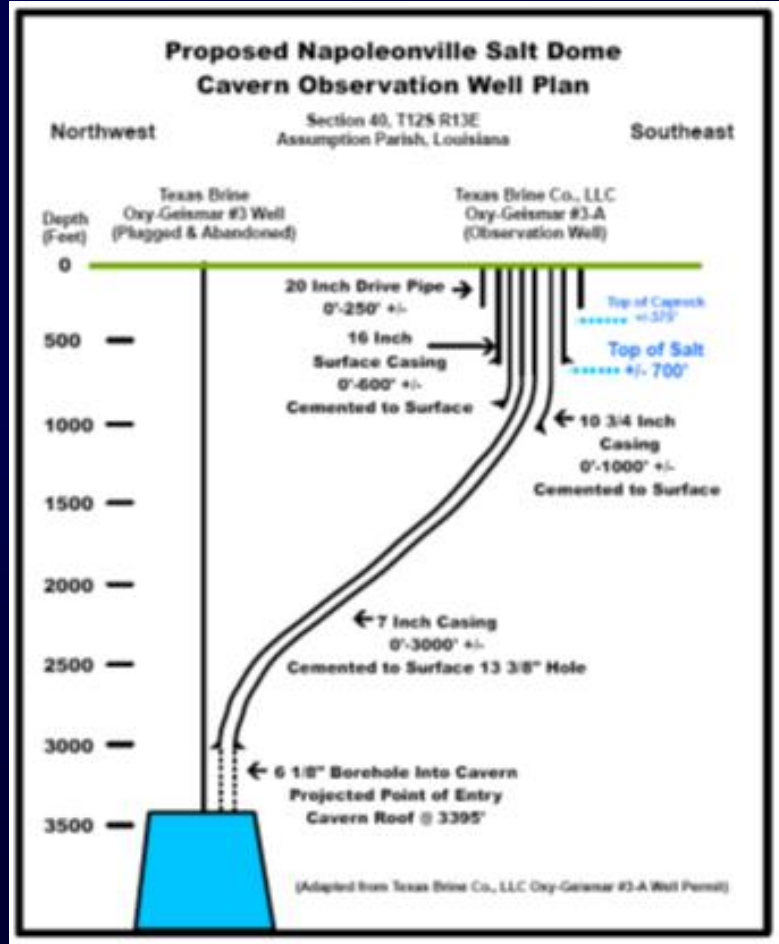 Proposed Napoleonville Salt Dome
Cavern Observation Well Plan
Section 40, T12S R13E
Assumption Parish, Louisiana
Northwest
Southeast
Texas Brine
Oxy-Geismar #3 Well
(Plugged & Abandoned)
Texas Brine Co., LLC
Oxy-Geismar #3-A
(Observation Well)
Depth
(Feet)
0
20 Inch Drive Pipe
0'-250' +/-
Top of Caprock
+/-375'
500
16 Inch
Surface Casing
0'-600' +/-
Cemented to Surface
Top of Salt
+/- 700'
1000
10 3/4 Inch
Casing
0'-1000' +/-
Cemented to Surface
1500
2000
7 Inch Casing
0'-3000' +/-
Cemented to Surface 13 3/8" Hole
2500
3000
6 1/8" Borehole Into Cavern
Projected Point of Entry
Cavern Roof @ 3395'
3500
(Adapted from Texas Brine Co., LLC Oxy-Geismar #3-A Well Permit)